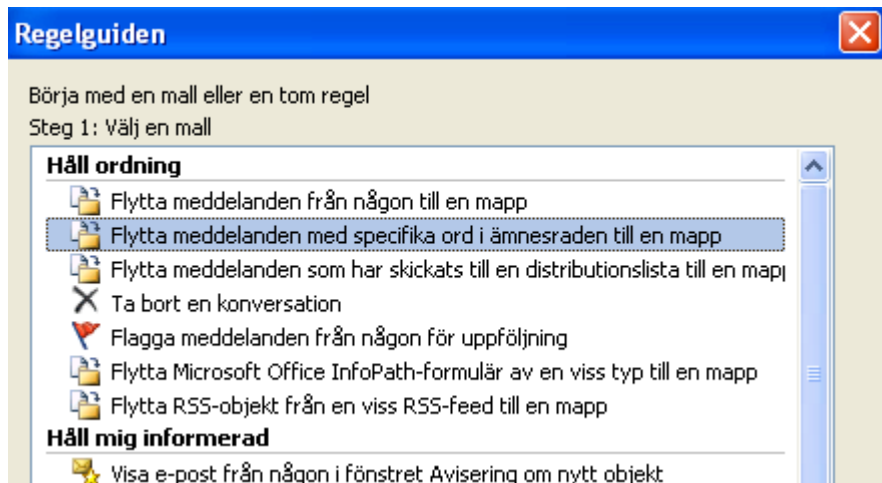 Regelguiden
Börja med en mall eller en tom regel
Steg 1: Välj en mall
Håll ordning
Flytta meddelanden från någon till en mapp
Flytta meddelanden med specifika ord i ämnesraden till en mapp
Flytta meddelanden som har skickats till en distributionslista till en mapp
Ta bort en konversation
Flagga meddelanden från någon för uppföljning
Flytta Microsoft Office InfoPath-formulär av en viss typ till en mapp
Flytta RSS-objekt från en viss RSS-feed till en mapp
Håll mig informerad
Visa e-post från någon i fönstret Avisering om nytt objekt